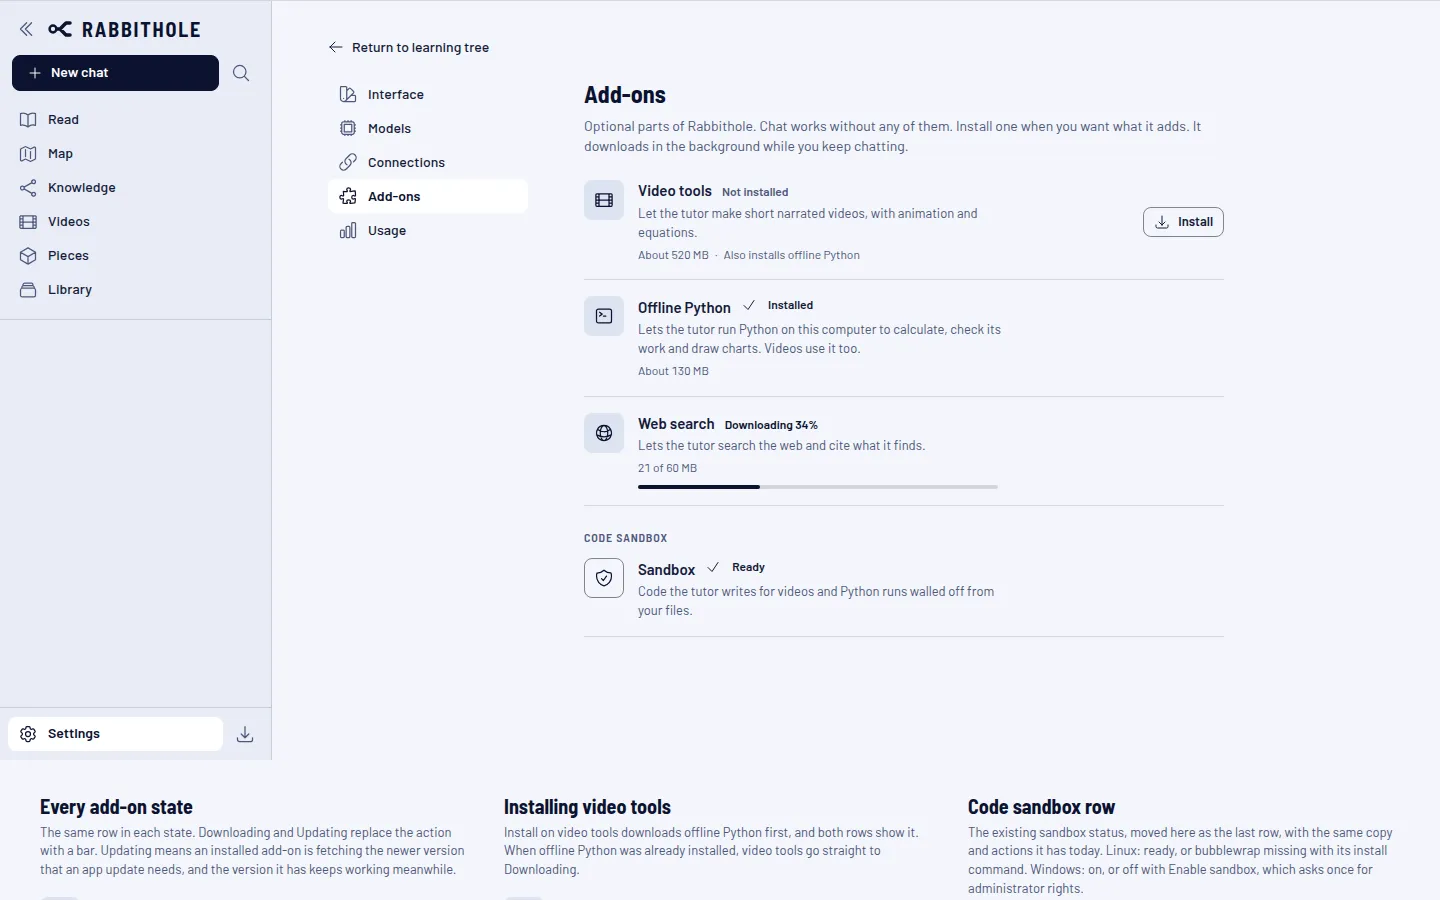 RABBITHOLE
New chat
Read
Map
Knowledge
Videos
Pieces
Library
Settings
Return to learning tree
Interface
Models
Connections
Add-ons
Usage
Add-ons
Optional parts of Rabbithole. Chat works without any of them. Install one when you want what it adds. It
downloads in the background while you keep chatting.
Video tools Not installed
Let the tutor make short narrated videos, with animation and
equations.
About 520 MB · Also installs offline Python
Install
Offline Python Installed
Lets the tutor run Python on this computer to calculate, check its
work and draw charts. Videos use it too.
About 130 MB
Web search Downloading 34%
Lets the tutor search the web and cite what it finds.
21 of 60 MB
CODE SANDBOX
Sandbox Ready
Code the tutor writes for videos and Python runs walled off from
your files.
Every add-on state
The same row in each state. Downloading and Updating replace the action
with a bar. Updating means an installed add-on is fetching the newer version
that an app update needs, and the version it has keeps working meanwhile.
Installing video tools
Install on video tools downloads offline Python first, and both rows show it.
When offline Python was already installed, video tools go straight to
Downloading.
Code sandbox row
The existing sandbox status, moved here as the last row, with the same copy
and actions it has today. Linux: ready, or bubblewrap missing with its install
command. Windows: on, or off with Enable sandbox, which asks once for
administrator rights.